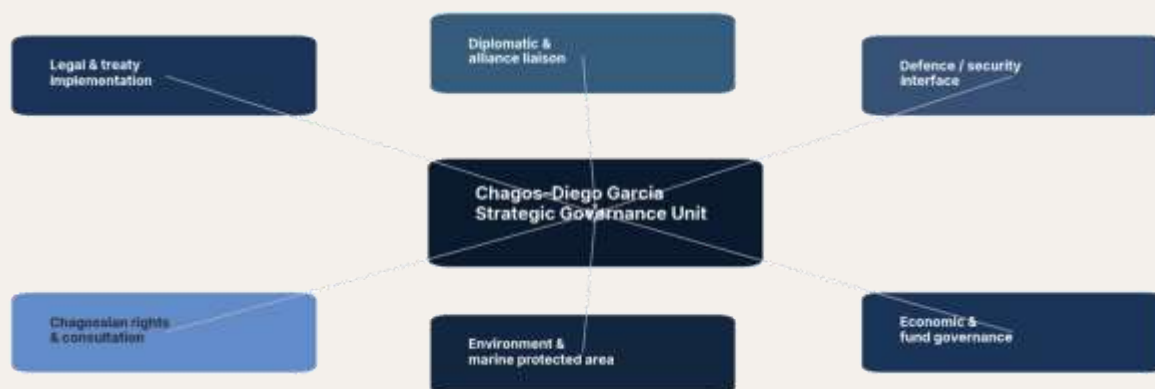 Legal & treaty
implementation
Diplomatic &
alliance liaison
Defence / security
interface
Chagos–Diego Garcia
Strategic Governance Unit
Chagossian rights
& consultation
Environment &
marine protected area
Economic &
fund governance